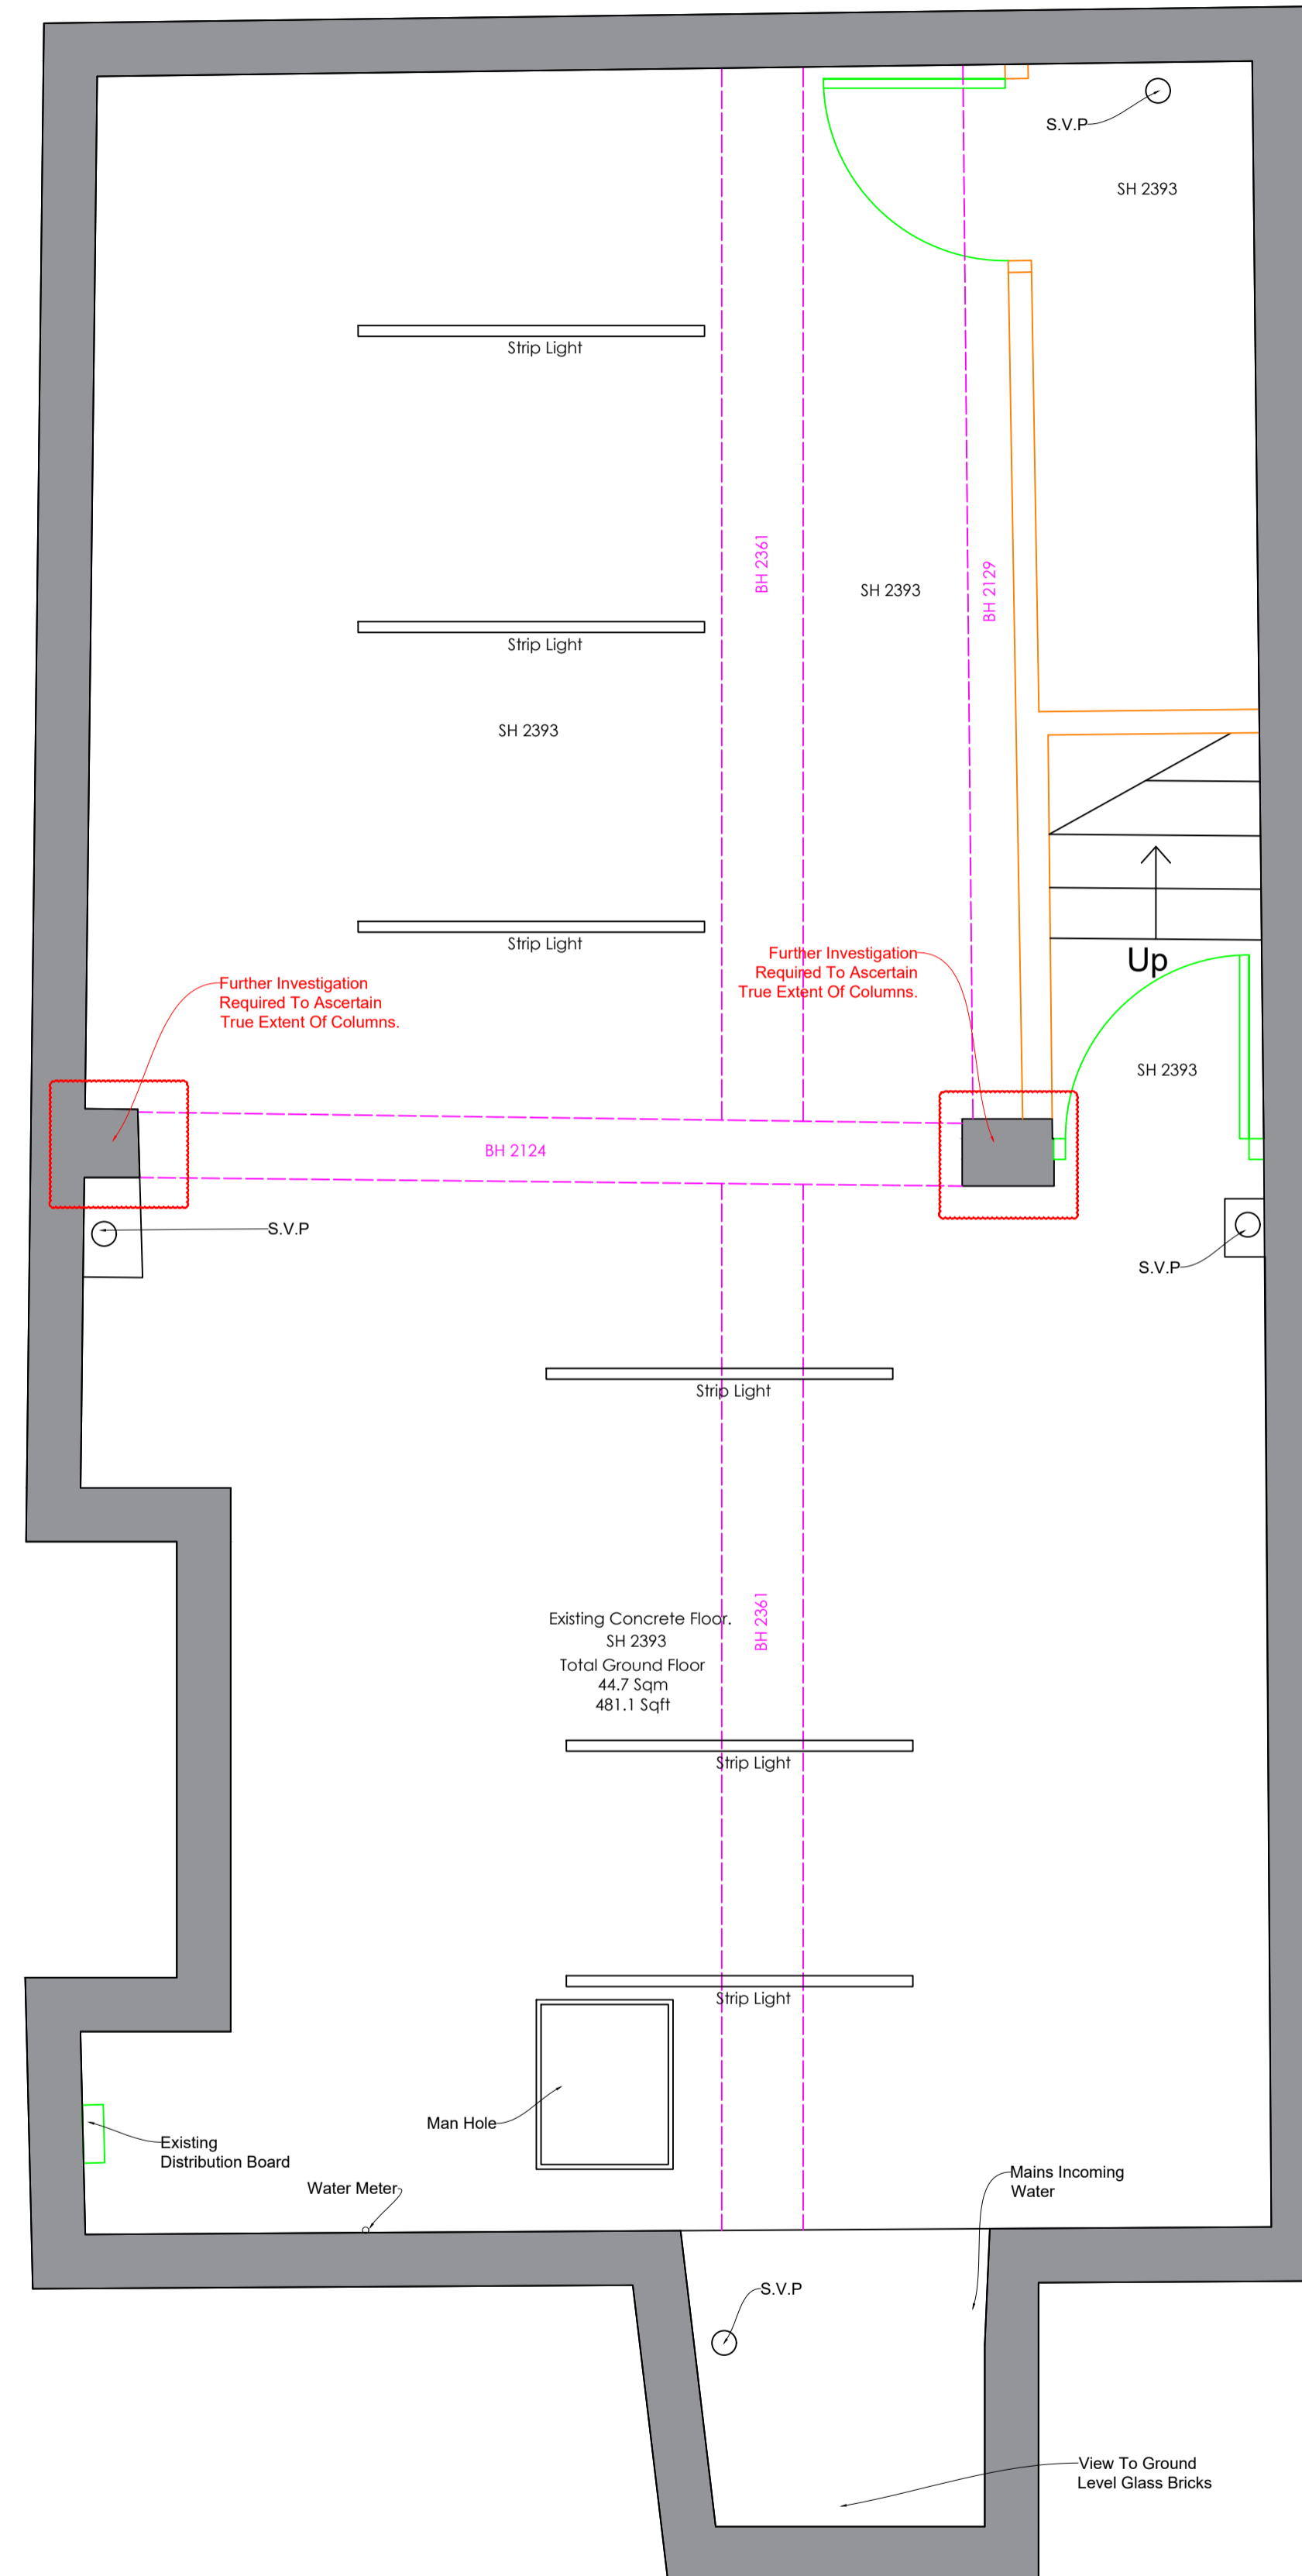 S.V.P
SH 2393
Strip Light
BH 2361
SH 2393
BH 2129
Strip Light
SH 2393
Strip Light
Further Investigation
Required To Ascertain
True Extent Of Columns.
Up
Further Investigation
Required To Ascertain
True Extent Of Columns.
SH 2393
BH 2124
S.V.P
S.V.P
Strip Light
Existing Concrete Floor.
SH 2393
Total Ground Floor
44.7 Sqm
481.1 Sqft
BH 2361
Strip Light
Strip Light
Man Hole
Existing
Distribution Board
Water Meter
Mains Incoming
Water
S.V.P
View To Ground
Level Glass Bricks